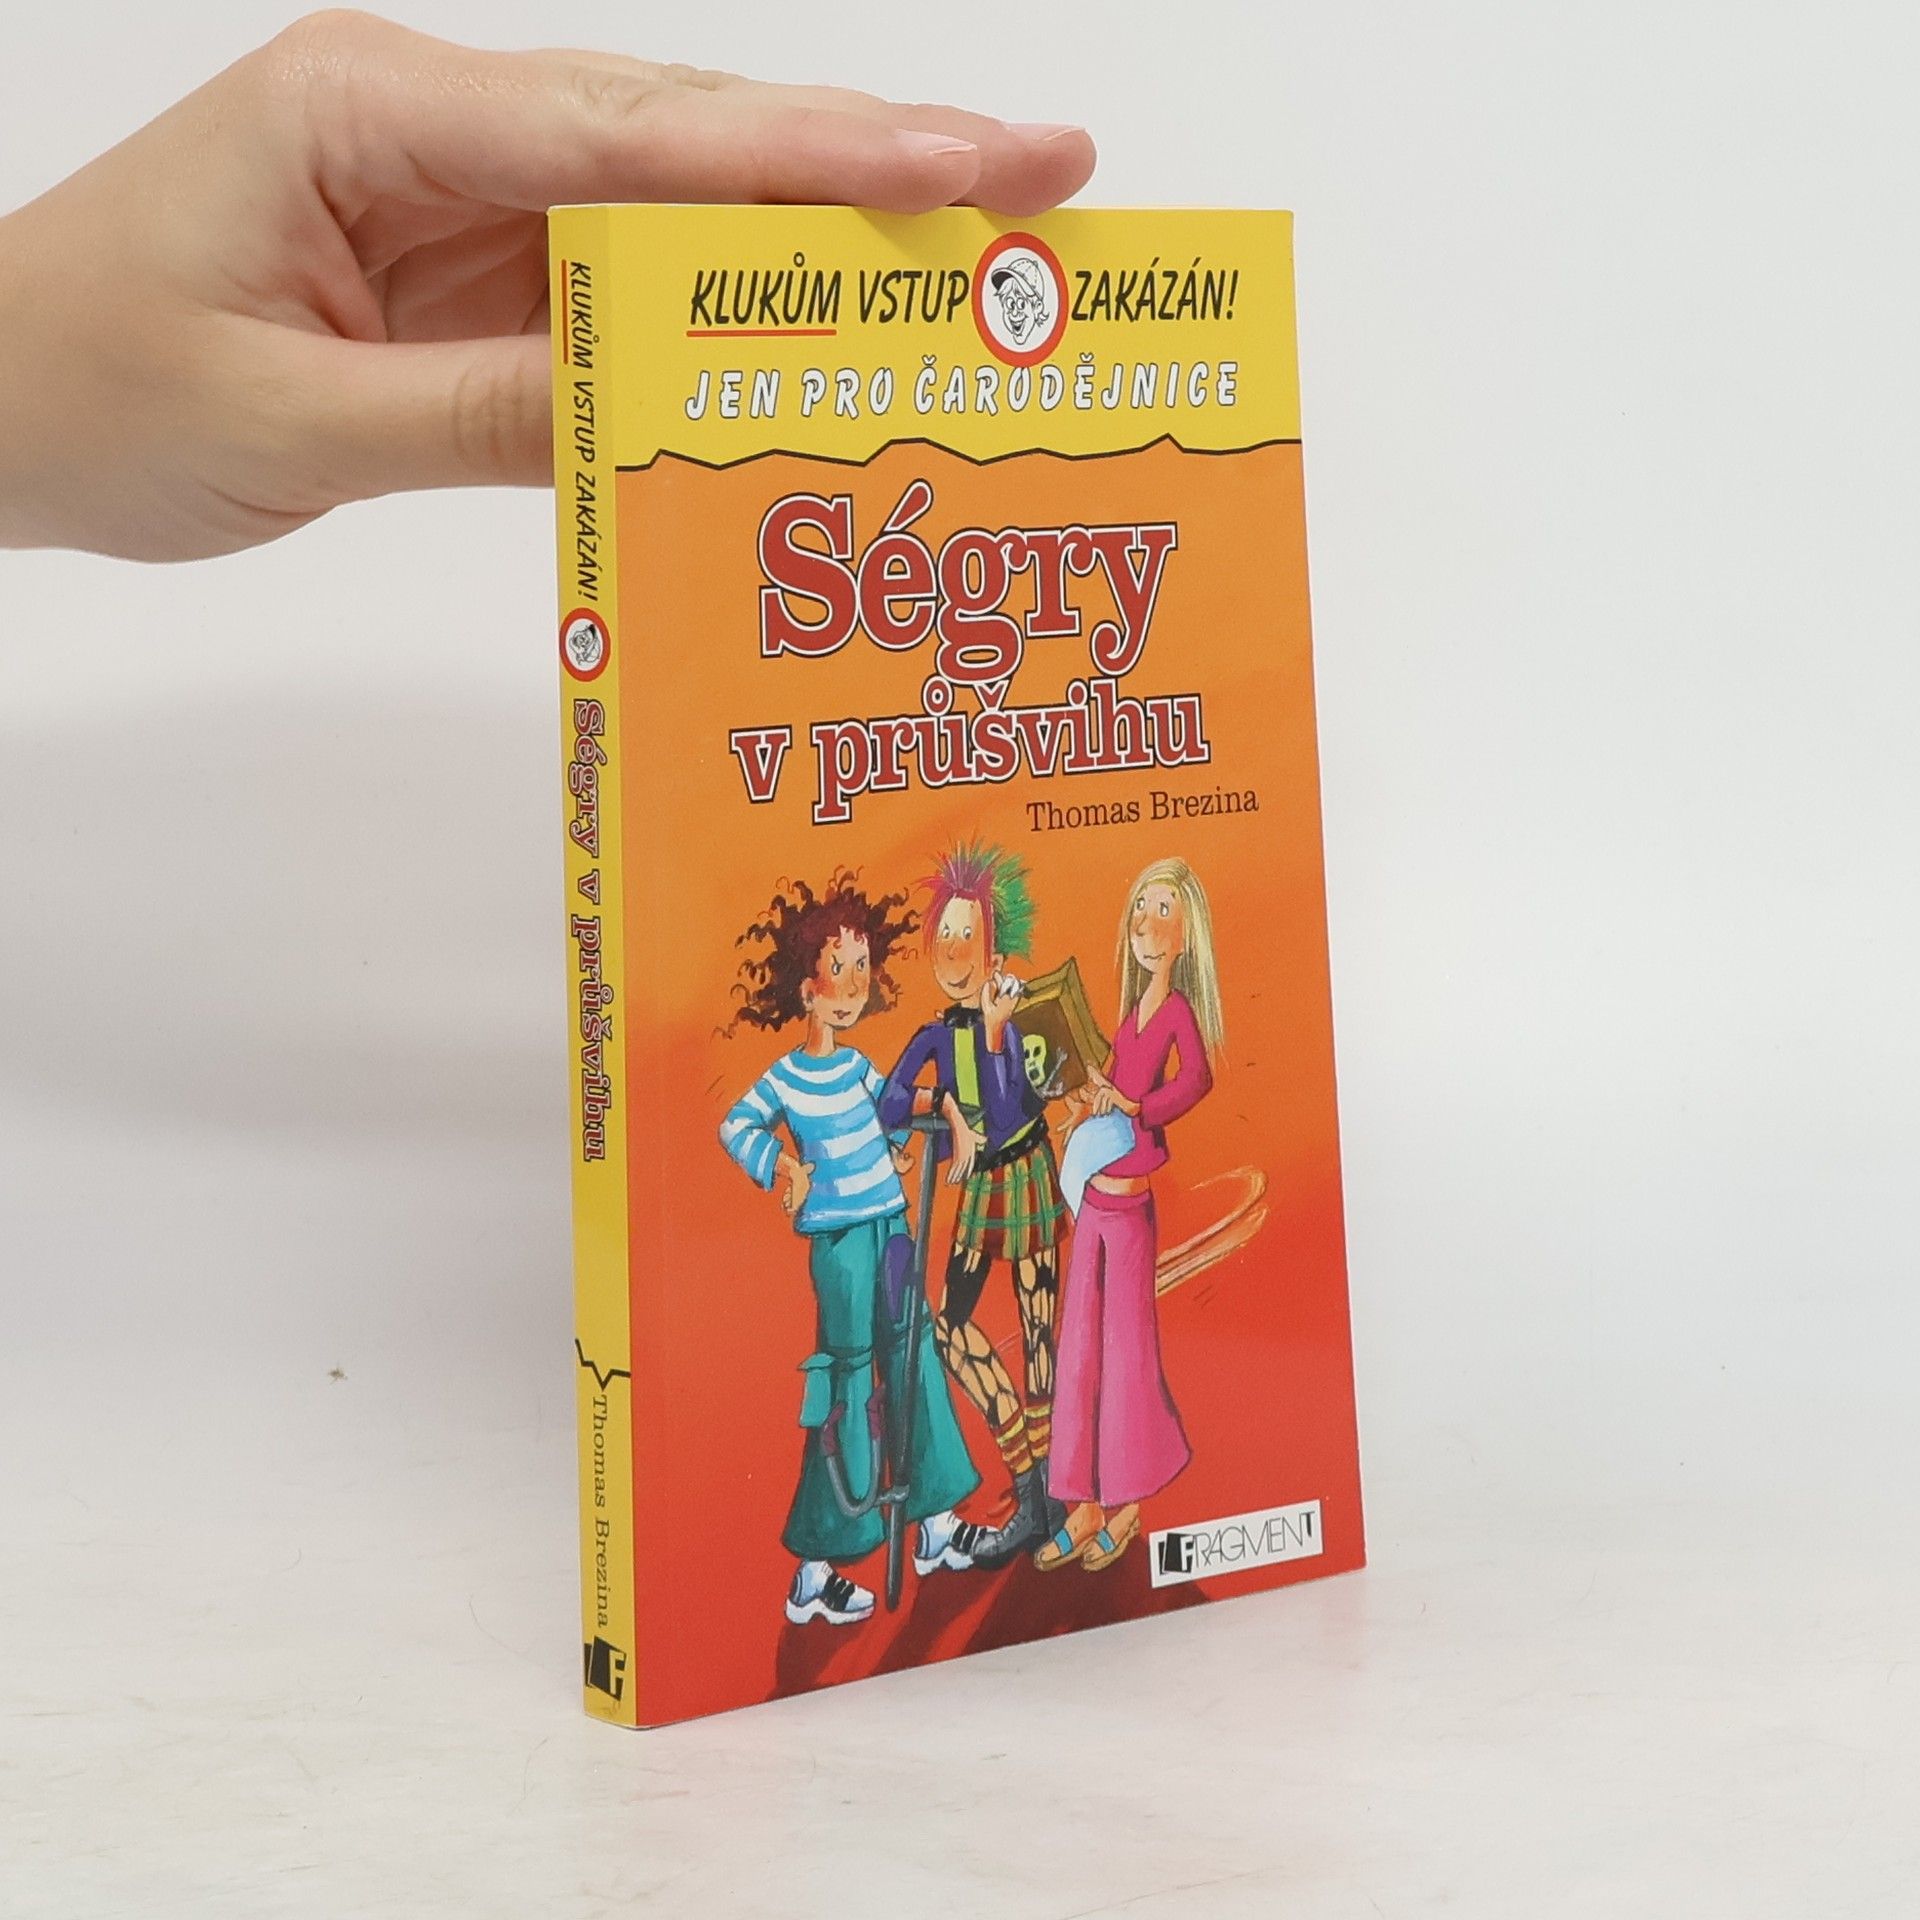 KLUKŮM VSTUP ZAKÁZÁN!
JEN PRO ČARODĚJNICE
Ségry
v průšvihu
Thomas Brezina
FRAGMENT
KLUKŮM VSTUP ZAKÁZÁN! Ségry v průšvihu Thomas Brezina F